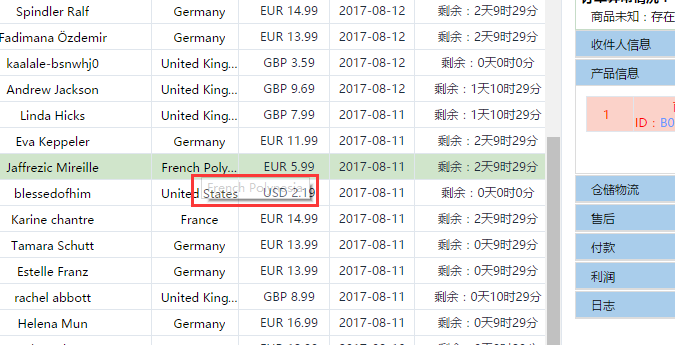 Spindler Ralf Germany EUR 14.99 2017-08-12 剩余：2天9时29分
Fadimana Özdemir Germany EUR 13.99 2017-08-12 剩余：2天9时29分
kaalale-bsnwhj0 United King... GBP 3.59 2017-08-12 剩余：0天0时0分
Andrew Jackson United King... GBP 9.69 2017-08-12 剩余：1天10时29分
Linda Hicks United King... GBP 7.99 2017-08-11 剩余：1天10时29分
Eva Keppeler Germany EUR 11.99 2017-08-11 剩余：2天9时29分
Jaffrezic Mireille French Poly... EUR 5.99 2017-08-11 剩余：2天9时29分
French Polynesia
blessedofhim United States USD 2.19 2017-08-11 剩余：0天0时0分
Karine chantre France EUR 14.99 2017-08-11 剩余：2天9时29分
Tamara Schutt Germany EUR 13.99 2017-08-11 剩余：2天9时29分
Estelle Franz Germany EUR 13.99 2017-08-11 剩余：2天9时29分
rachel abbott United King... GBP 8.99 2017-08-11 剩余：0天10时29分
Helena Mun Germany EUR 16.99 2017-08-11 剩余：2天9时29分
商品未知：存在
收件人信息
产品信息
1
ID：B0
仓储物流
售后
付款
利润
日志